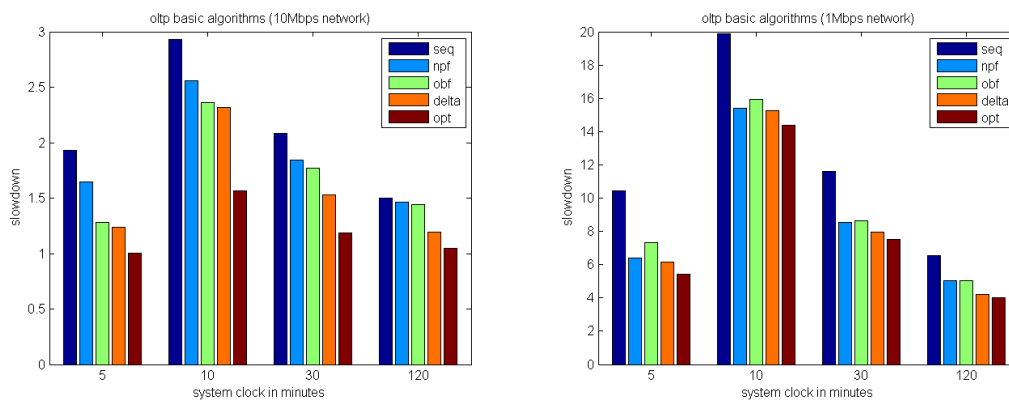 oltp basic algorithms (10Mbps network)
3
2.5
2
1.5
1
0.5
0
slowdown
seq
npf
obf
delta
opt
5 10 30 120
system clock in minutes
oltp basic algorithms (1Mbps network)
20
18
16
14
12
10
8
6
4
2
0
slowdown
seq
npf
obf
delta
opt
5 10 30 120
system clock in minutes